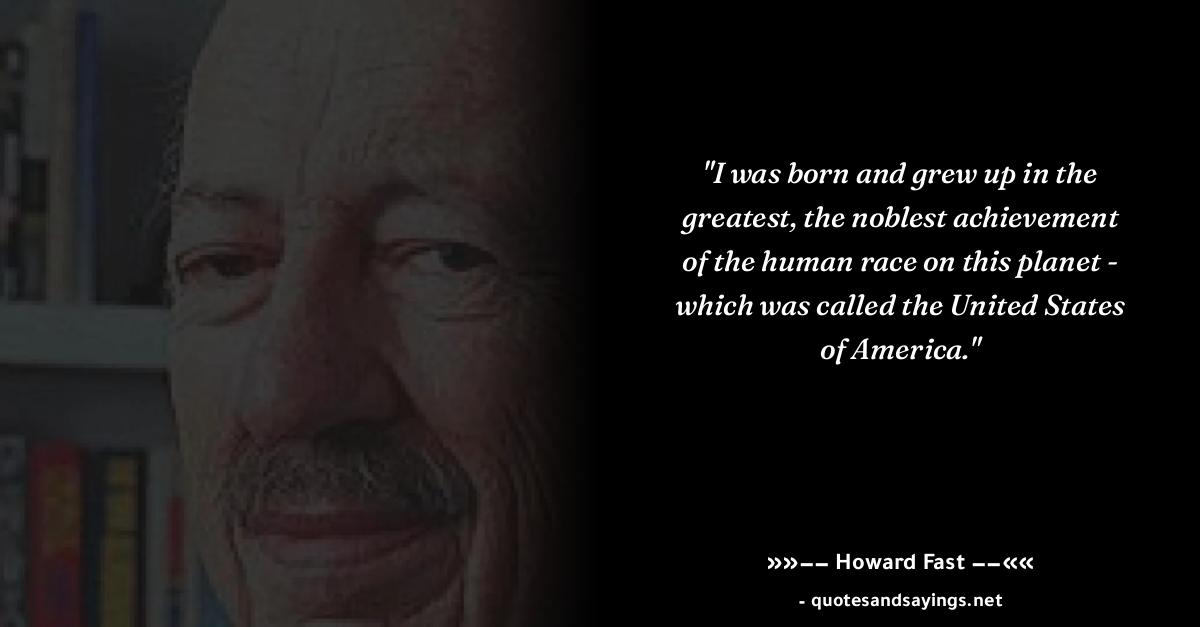 "I was born and grew up in the
greatest, the noblest achievement
of the human race on this planet -
which was called the United States
of America."
»»–– Howard Fast ––««
- quotesandsayings.net